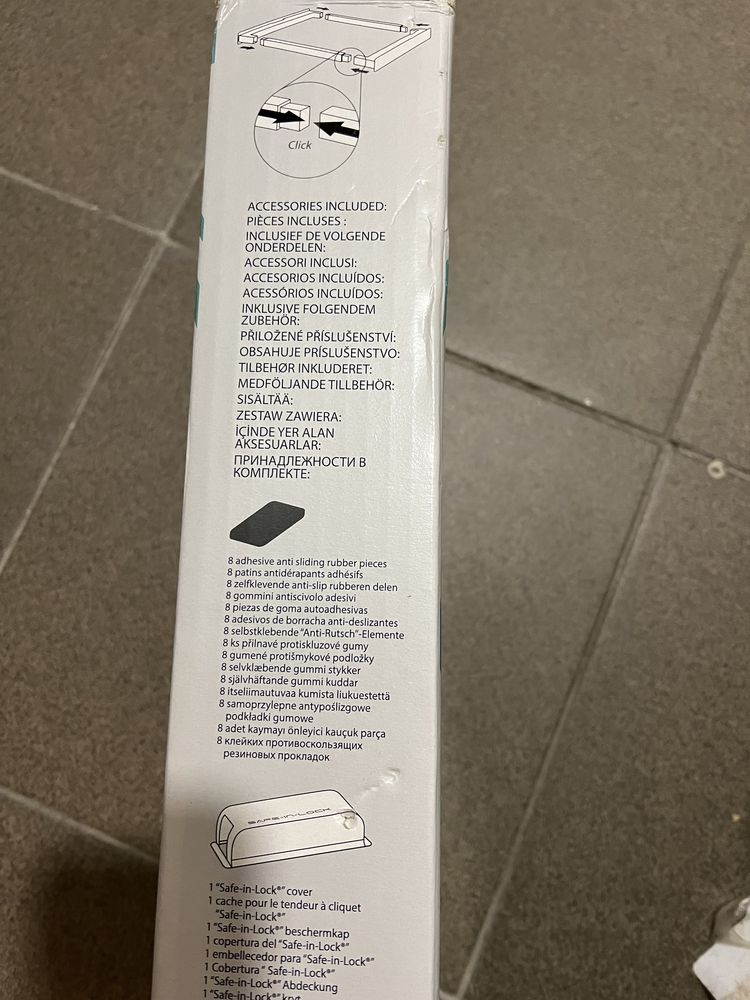 Click
ACCESSORIES INCLUDED:
PIÈCES INCLUSES :
INCLUSIEF DE VOLGENDE
ONDERDELEN:
ACCESSORI INCLUSI:
ACCESORIOS INCLUÍDOS:
ACESSÓRIOS INCLUÍDOS:
INKLUSIVE FOLGENDEM
ZUBEHÖR:
PŘILOŽENÉ PŘÍSLUŠENSTVÍ:
OBSAHUJE PRÍSLUŠENSTVO:
TILBEHØR INKLUDERET:
MEDFÖLJANDE TILLBEHÖR:
SISÄLTÄÄ:
ZESTAW ZAWIERA:
İÇİNDE YER ALAN
AKSESUARLAR:
ПРИНАДЛЕЖНОСТИ В
КОМПЛЕКТЕ:
8 adhesive anti sliding rubber pieces
8 patins antidérapants adhésifs
8 zelfklevende anti-slip rubberen delen
8 gommini antiscivolo adesivi
8 piezas de goma autoadhesivas
8 adesivos de borracha anti-deslizantes
8 selbstklebende "Anti-Rutsch"-Elemente
8 ks přilnavé protiskluzové gumy
8 gumené protišmykové podložky
8 selvklæbende gummi stykker
8 självhäftande gummi kuddar
8 itseliimautuvaa kumista liukuestettä
8 samoprzylepne antypoślizgowe
podkładki gumowe
8 adet kaymayı önleyici kauçuk parça
8 клейких противоскользящих
резиновых прокладок
SAFE-IN-LOCK
1 "Safe-in-Lock®" cover
1 cache pour le tendeur à cliquet
"Safe-in-Lock®"
1 "Safe-in-Lock®" beschermkap
1 copertura del "Safe-in-Lock®"
1 embellecedor para "Safe-in-Lock®"
1 Cobertura " Safe-in-Lock®"
1 "Safe-in-Lock®" Abdeckung
1 "Safe-in-Lock®"